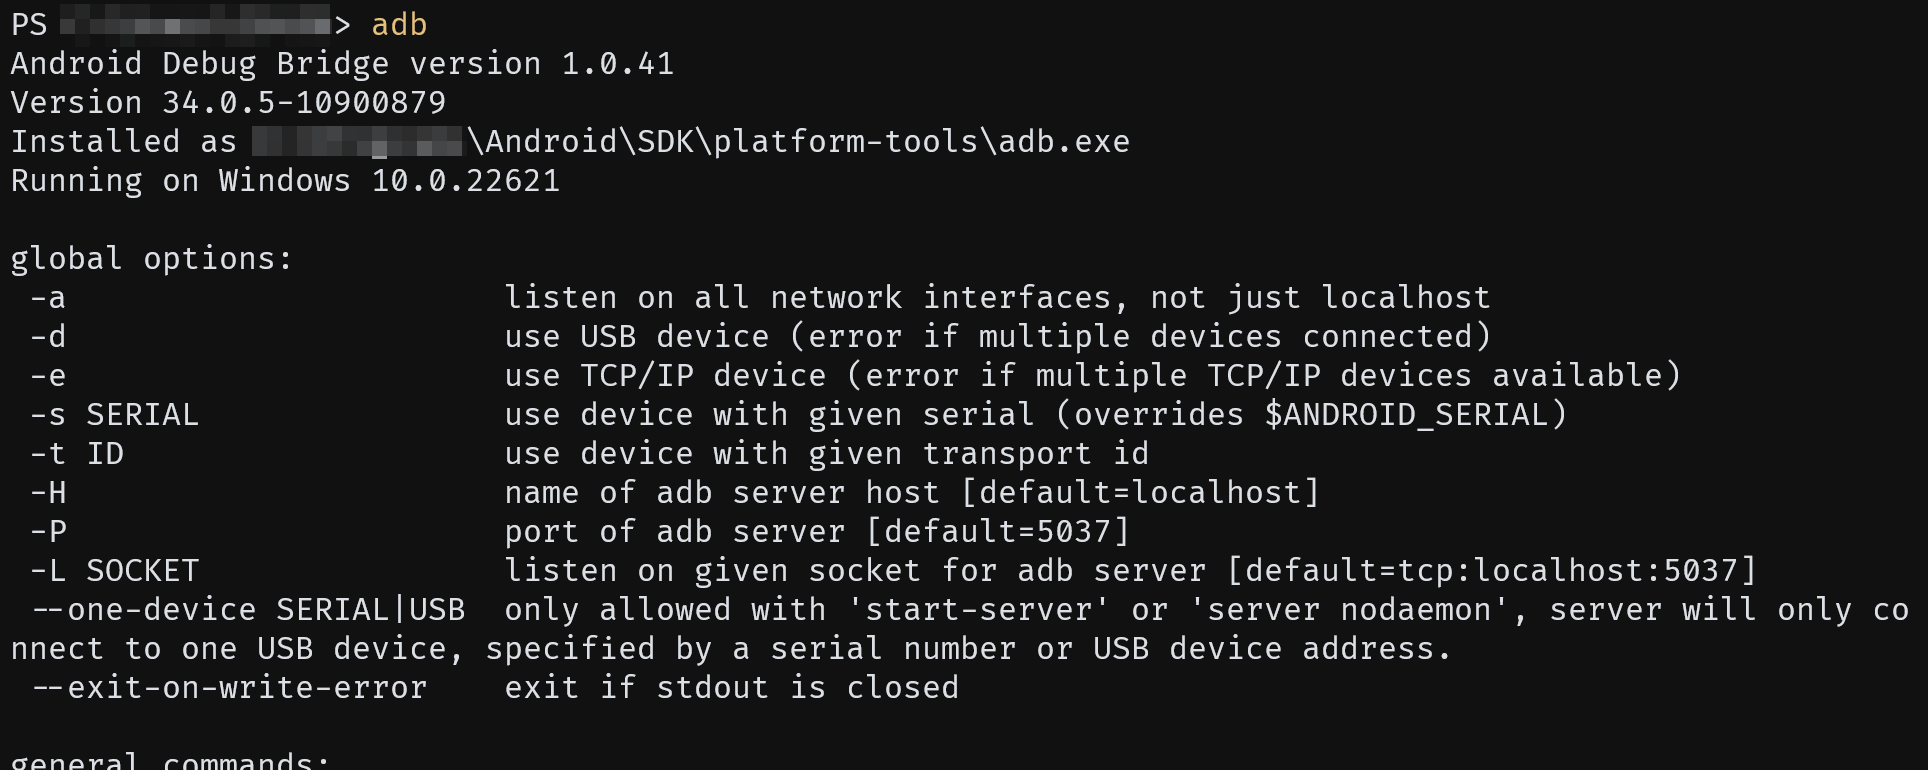 PS > adb
Android Debug Bridge version 1.0.41
Version 34.0.5-10900879
Installed as \Android\SDK\platform-tools\adb.exe
Running on Windows 10.0.22621
global options:
 -a                       listen on all network interfaces, not just localhost
 -d                       use USB device (error if multiple devices connected)
 -e                       use TCP/IP device (error if multiple TCP/IP devices available)
 -s SERIAL                use device with given serial (overrides $ANDROID_SERIAL)
 -t ID                    use device with given transport id
 -H                       name of adb server host [default=localhost]
 -P                       port of adb server [default=5037]
 -L SOCKET                listen on given socket for adb server [default=tcp:localhost:5037]
 --one-device SERIAL|USB  only allowed with 'start-server' or 'server nodaemon', server will only co
nnect to one USB device, specified by a serial number or USB device address.
 --exit-on-write-error    exit if stdout is closed
general commands: